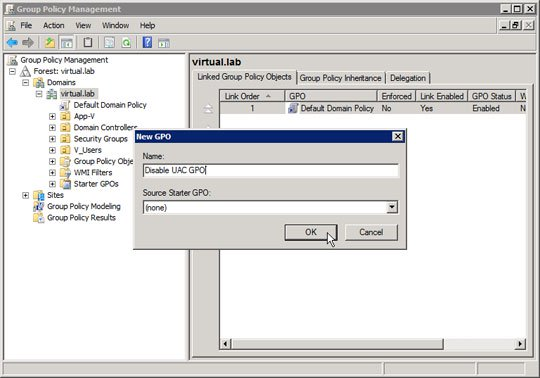 Group Policy Management
File Action View Window Help
Group Policy Management
Forest: virtual.lab
Domains
virtual.lab
Default Domain Policy
App-V
Domain Controllers
Security Groups
V_Users
Group Policy Obje
WMI Filters
Starter GPOs
Sites
Group Policy Modeling
Group Policy Results
virtual.lab
Linked Group Policy Objects Group Policy Inheritance Delegation
Link Order GPO Enforced Link Enabled GPO Status W
1 Default Domain Policy No Yes Enabled N
New GPO
Name:
Disable UAC GPO
Source Starter GPO:
(none)
OK Cancel